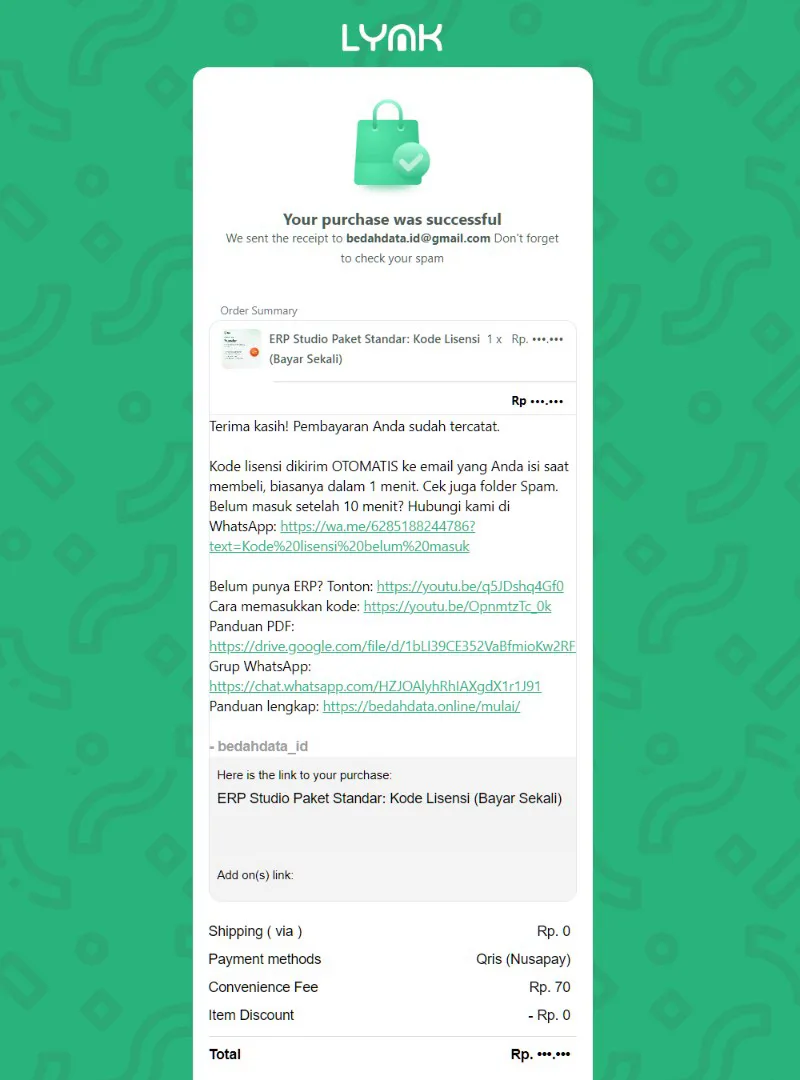 LYNK
Your purchase was successful
We sent the receipt to bedahdata.id@gmail.com Don't forget
to check your spam
Order Summary
ERP Studio Paket Standar: Kode Lisensi 1 x Rp. •••.•••
(Bayar Sekali)
Rp •••.•••
Terima kasih! Pembayaran Anda sudah tercatat.
Kode lisensi dikirim OTOMATIS ke email yang Anda isi saat
membeli, biasanya dalam 1 menit. Cek juga folder Spam.
Belum masuk setelah 10 menit? Hubungi kami di
WhatsApp: https://wa.me/6285188244786?
text=Kode%20lisensi%20belum%20masuk
Belum punya ERP? Tonton: https://youtu.be/q5JDshq4Gf0
Cara memasukkan kode: https://youtu.be/OpnmtzTc_0k
Panduan PDF:
https://drive.google.com/file/d/1bLI39CE352VaBfmioKw2RF
Grup WhatsApp:
https://chat.whatsapp.com/HZJOAlyhRhIAXgdX1r1J91
Panduan lengkap: https://bedahdata.online/mulai/
- bedahdata_id
Here is the link to your purchase:
ERP Studio Paket Standar: Kode Lisensi (Bayar Sekali)
Add on(s) link:
Shipping ( via ) Rp. 0
Payment methods Qris (Nusapay)
Convenience Fee Rp. 70
Item Discount - Rp. 0
Total Rp. •••.•••